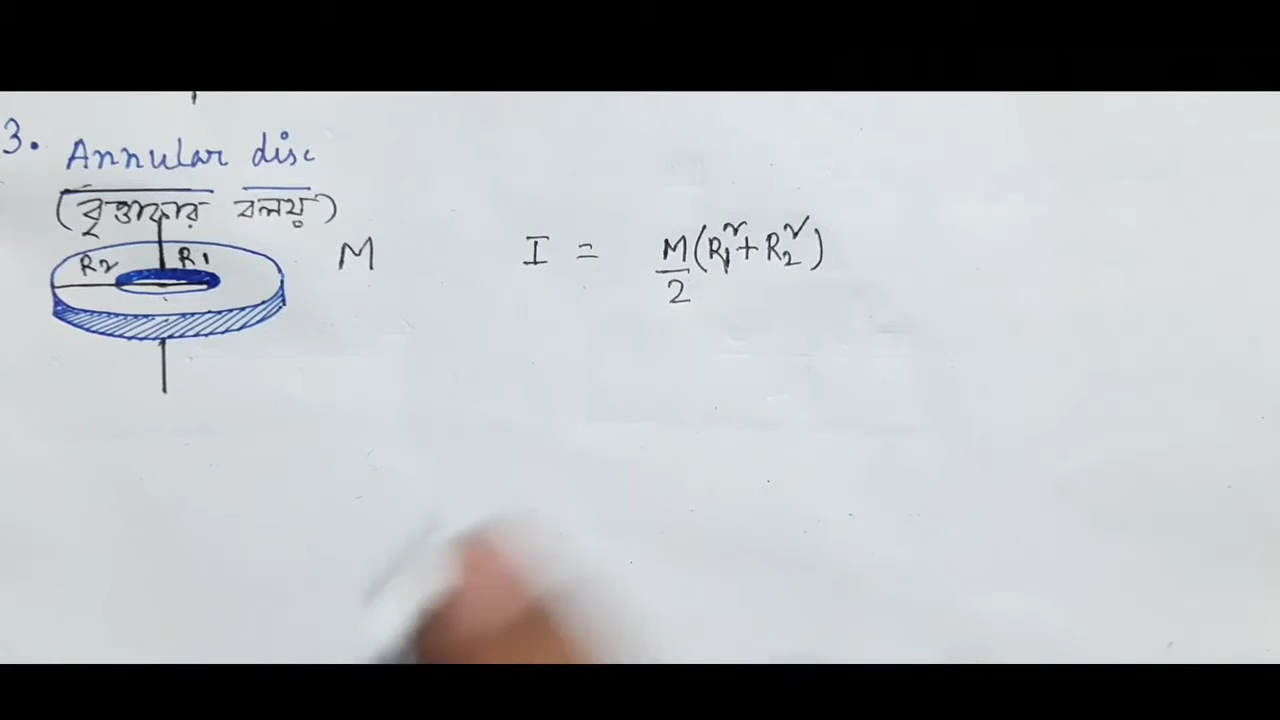 3. Annular disc
(বৃত্তাকার বলয়)
R2 R1
M
I = M/2 (R₁² + R₂²)